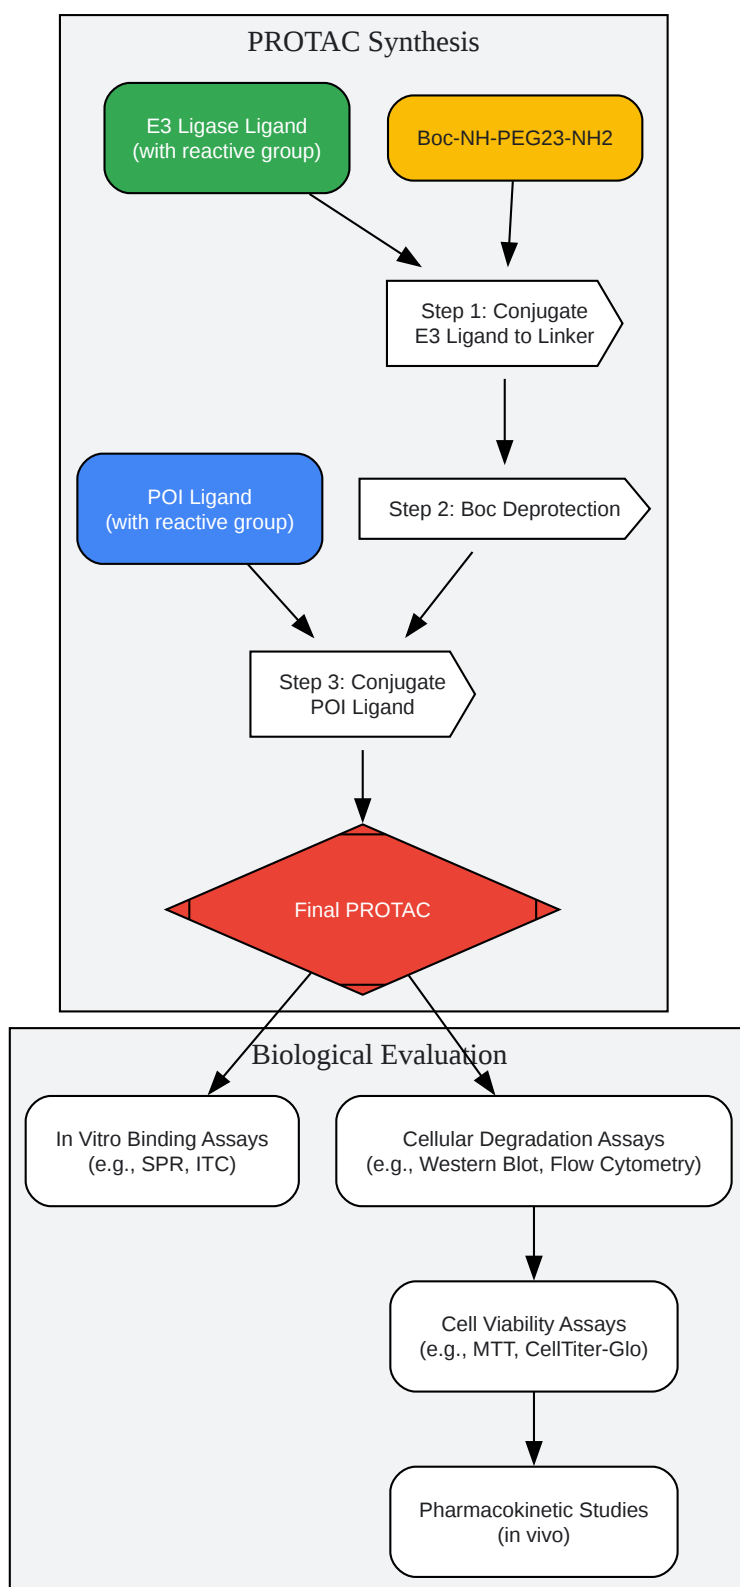 PROTAC Synthesis
E3 Ligase Ligand
(with reactive group)
Boc-NH-PEG23-NH2
Step 1: Conjugate
E3 Ligand to Linker
POI Ligand
(with reactive group)
Step 2: Boc Deprotection
Step 3: Conjugate
POI Ligand
Final PROTAC
Biological Evaluation
In Vitro Binding Assays
(e.g., SPR, ITC)
Cellular Degradation Assays
(e.g., Western Blot, Flow Cytometry)
Cell Viability Assays
(e.g., MTT, CellTiter-Glo)
Pharmacokinetic Studies
(in vivo)